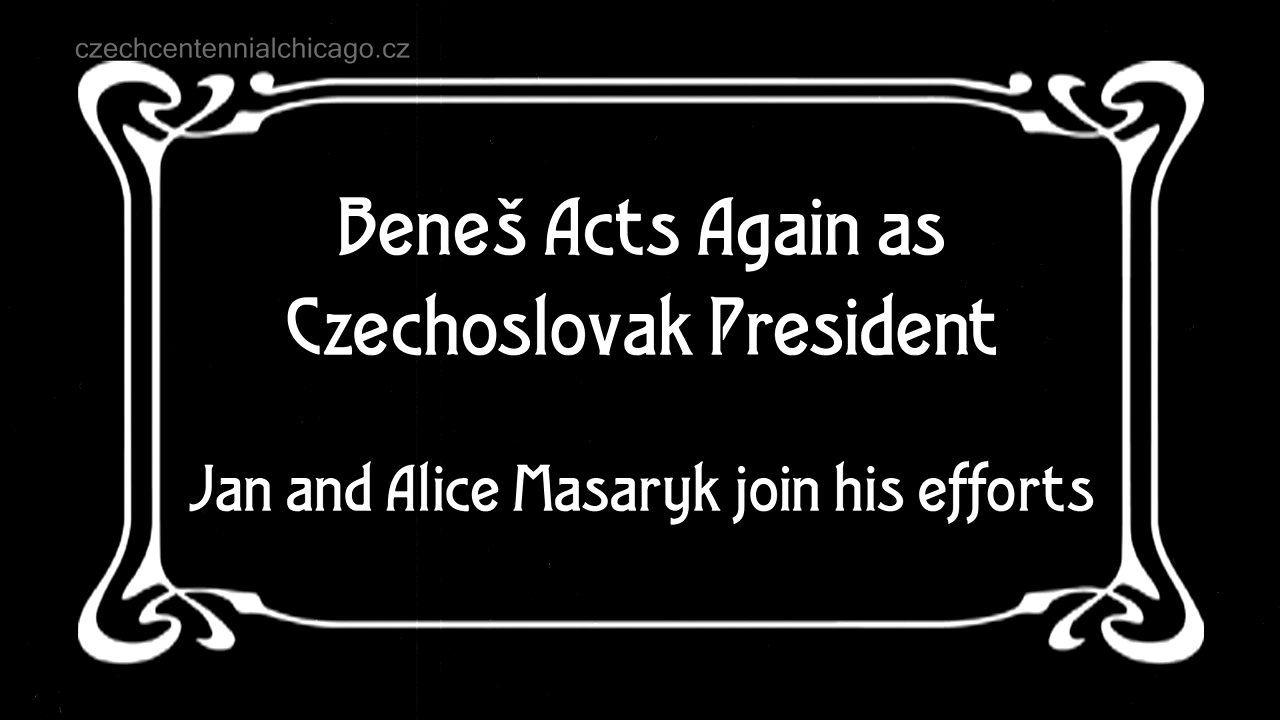 czechcentennialchicago.cz
Beneš Acts Again as
Czechoslovak President
Jan and Alice Masaryk join his efforts